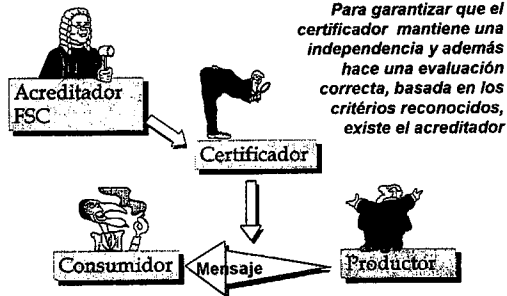 Para garantizar que el
certificador mantiene una
independencia y además
hace una evaluación
correcta, basada en los
critérios reconocidos,
existe el acreditador
Acreditador
FSC
Certificador
Consumidor
Mensaje
Productor